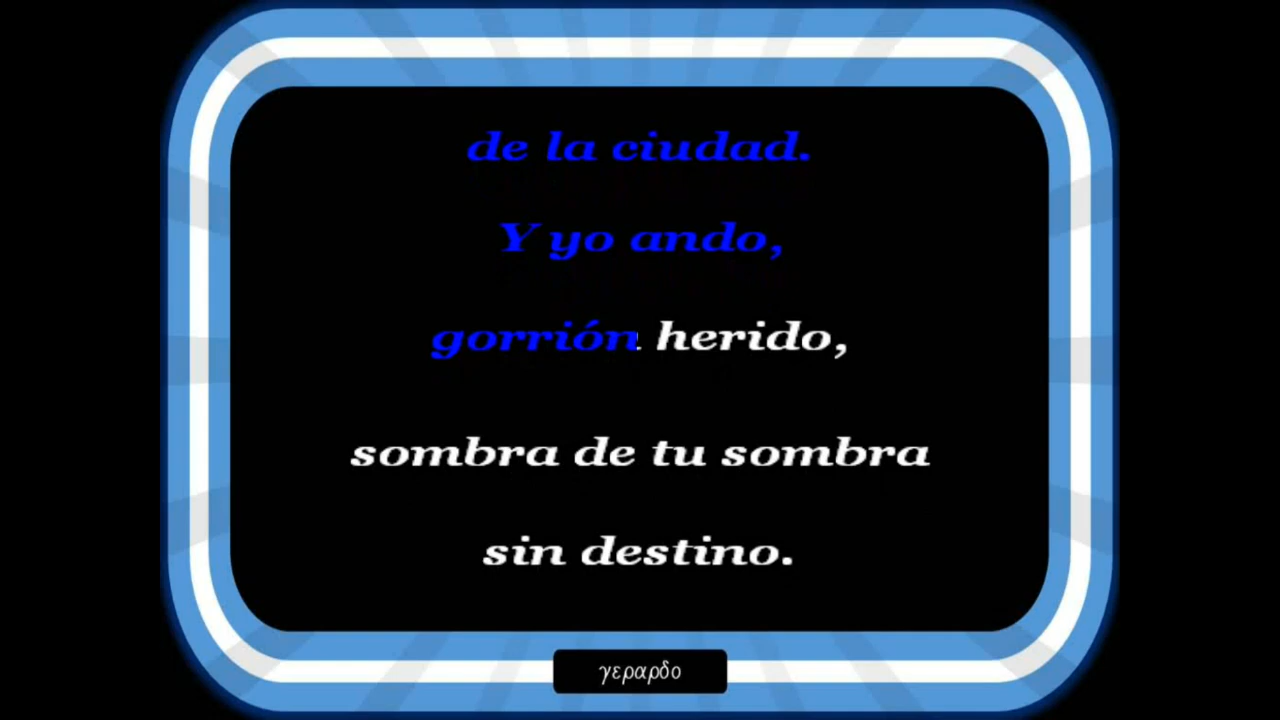 de la ciudad.
Y yo ando,
gorrión herido,
sombra de tu sombra
sin destino.
γεραρδο